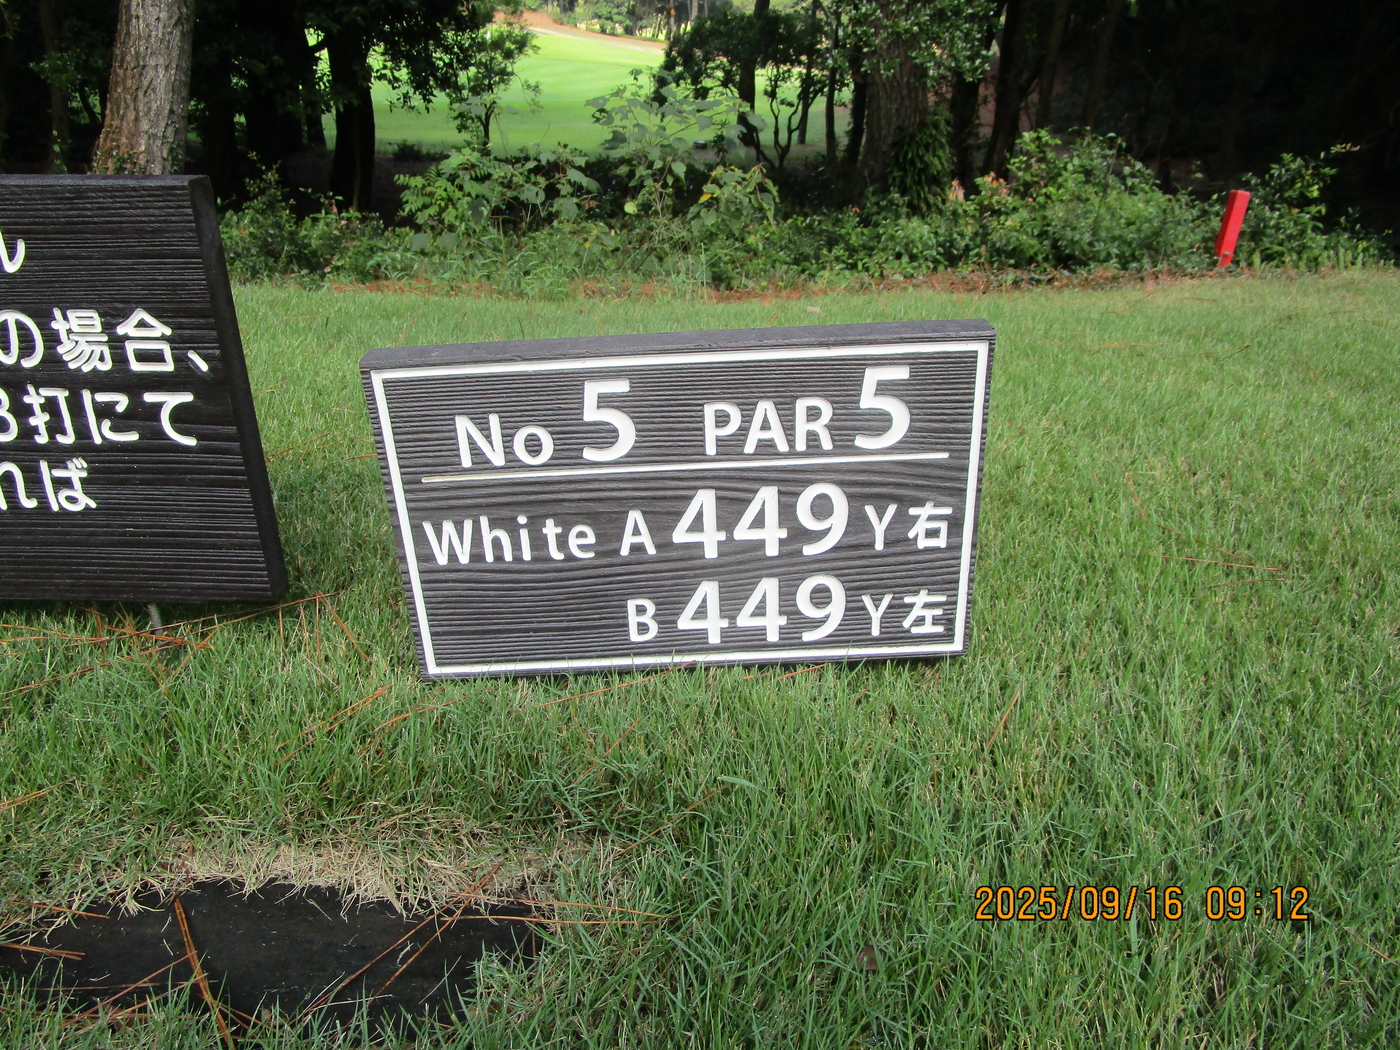 の場合、
3打にて
れば
No 5 PAR 5
White A 449 Y 右
B 449 Y 左
2025/09/16 09:12